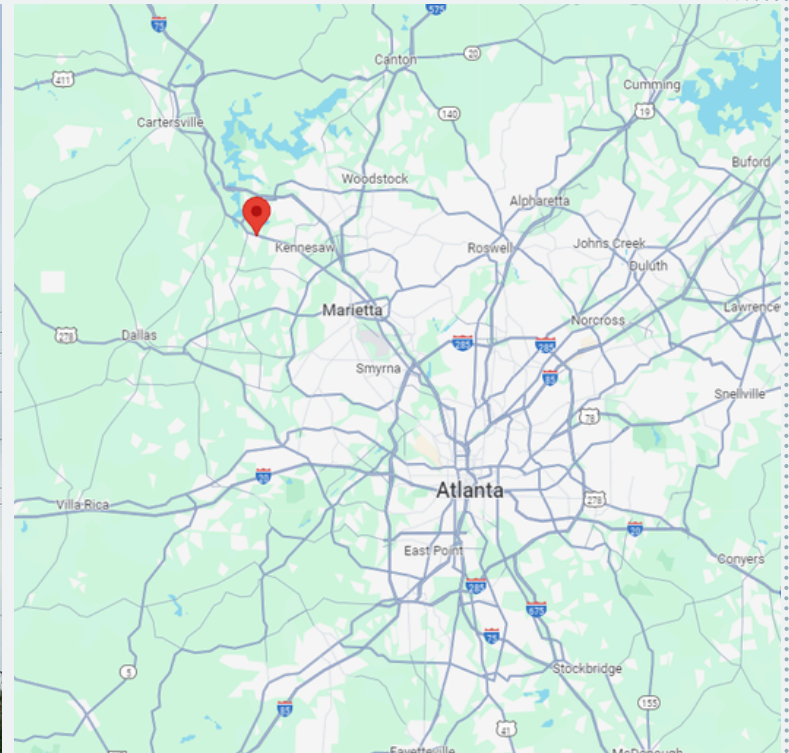 575
75
20
Canton
411
Cumming
140
19
Cartersville
Buford
Woodstock
Alpharetta
Kennesaw
Roswell
Johns Creek
Duluth
Marietta
Lawrence
Norcross
278
Dallas
285
285
Smyrna
85
Snellville
78
20
Atlanta
278
Villa Rica
20
East Point
Conyers
285
675
75
Stockbridge
5
155
85
41
Fayetteville
McDonough